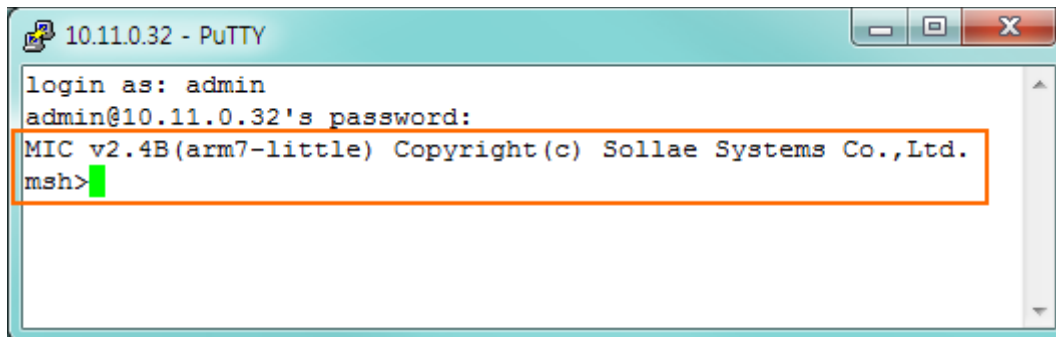 10.11.0.32 - PuTTY
login as: admin
admin@10.11.0.32's password:
MIC v2.4B(arm7-little) Copyright(c) Sollae Systems Co.,Ltd.
msh>